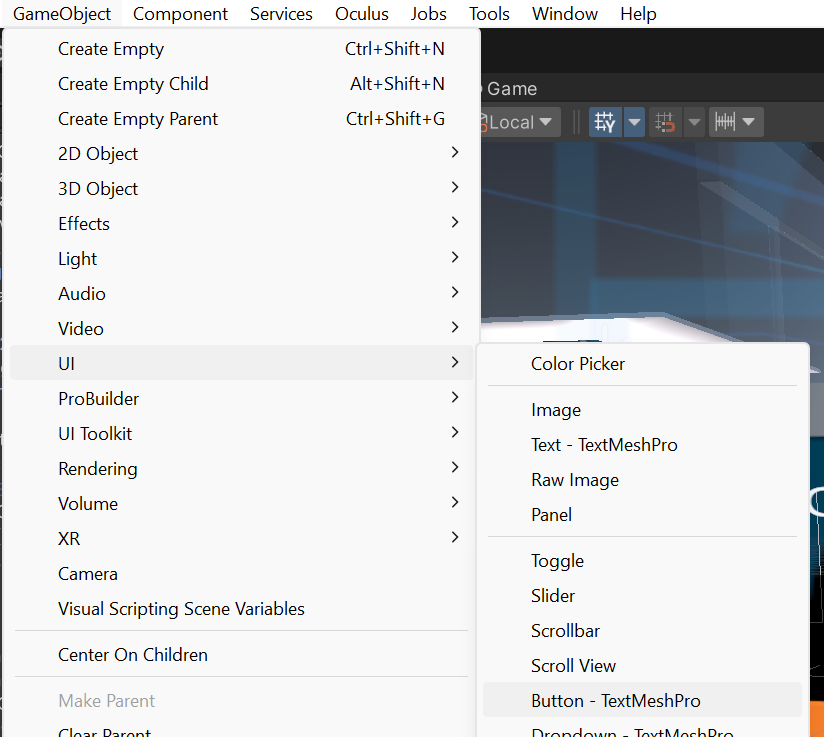 GameObject Component Services Oculus Jobs Tools Window Help
Create Empty Ctrl+Shift+N
Create Empty Child Alt+Shift+N
Create Empty Parent Ctrl+Shift+G
2D Object
3D Object
Effects
Light
Audio
Video
UI
ProBuilder
UI Toolkit
Rendering
Volume
XR
Camera
Visual Scripting Scene Variables
Center On Children
Make Parent
Clear Parent
Game
Local
Color Picker
Image
Text - TextMeshPro
Raw Image
Panel
Toggle
Slider
Scrollbar
Scroll View
Button - TextMeshPro
Dropdown - TextMeshPro